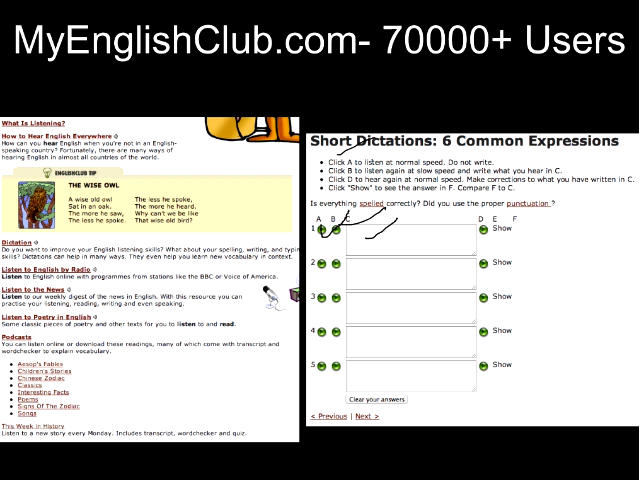 MyEnglishClub.com- 70000+ Users
What Is Listening?
How to Hear English Everywhere
How can you hear English when you're not in an English-
speaking country? Fortunately, there are many ways of
hearing English in almost all countries of the world.
ENGLISHCLUB TIP
THE WISE OWL
A wise old owl
Sat in an oak.
The more he saw,
The less he spoke.
The less he spoke,
The more he heard.
Why can't we be like
That wise old bird?
Dictation
Do you want to improve your English listening skills? What about your spelling, writing, and typin
skills? Dictations can help in many ways. They even help you learn new vocabulary in context.
Listen to English by Radio
Listen to English online with programmes from stations like the BBC or Voice of America.
Listen to the News
Listen to our weekly digest of the news in English. With this resource you can
practise your listening, reading, writing and even speaking.
Listen to Poetry in English
Some classic pieces of poetry and other texts for you to listen to and read.
Podcasts
You can listen online or download these readings, many of which come with transcript and
wordchecker to explain vocabulary.
Aesop's Fables
Children's Stories
Chinese Zodiac
Classics
Interesting Facts
Poems
Signs Of The Zodiac
Songs
This Week in History
Listen to a new story every Monday. Includes transcript, wordchecker and quiz.
Short Dictations: 6 Common Expressions
Click A to listen at normal speed. Do not write.
Click B to listen again at slow speed and write what you hear in C.
Click D to hear again at normal speed. Make corrections to what you have written in C.
Click "Show" to see the answer in F. Compare F to C.
Is everything spelled correctly? Did you use the proper punctuation ?
A B C D E F
1 Show
2 Show
3 Show
4 Show
5 Show
Clear your answers
< Previous | Next >